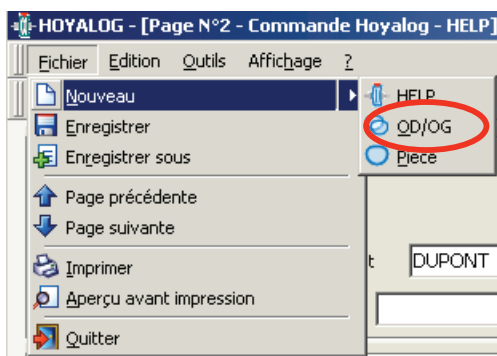 HOYALOG - [Page N°2 - Commande Hoyalog - HELP]
Fichier Edition Outils Affichage ?
Nouveau
HELP
Enregistrer
OD/OG
Enregistrer sous
Piece
Page précédente
Page suivante
Imprimer
t DUPONT
Aperçu avant impression
Quitter